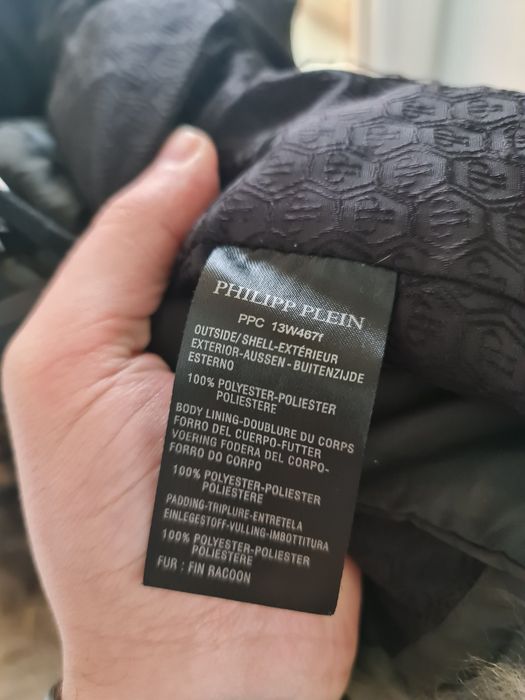 PHILIPP PLEIN
PPC 13W467f
OUTSIDE/SHELL-EXTÉRIEUR
EXTERIOR-AUSSEN-BUITENZIJDE
ESTERNO
100% POLYESTER-POLIESTER
POLIESTERE
BODY LINING-DOUBLURE DU CORPS
FORRO DEL CUERPO-FUTTER
VOERING FODERA DEL CORPO-
FORRO DO CORPO
100% POLYESTER-POLIESTER
POLIESTERE
PADDING-TRIPLURE-ENTRETELA
EINLEGESTOFF-VULLING-IMBOTTITURA
100% POLYESTER-POLIESTER
POLIESTERE
FUR : FIN RACOON